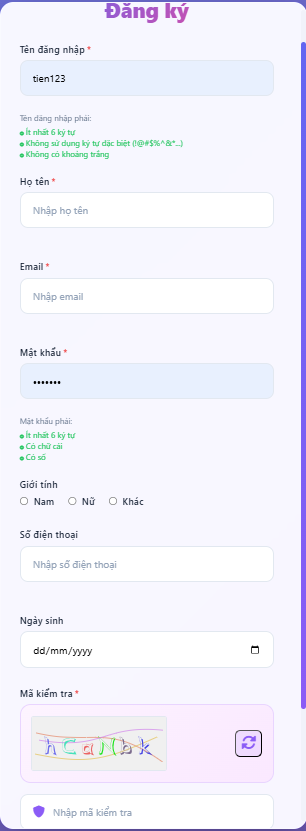 Đăng ký
Tên đăng nhập *
tien123
Tên đăng nhập phải:
Ít nhất 6 ký tự
Không sử dụng ký tự đặc biệt (!@#$%^&*...)
Không có khoảng trắng
Họ tên *
Nhập họ tên
Email *
Nhập email
Mật khẩu *
•••••••
Mật khẩu phải:
Ít nhất 6 ký tự
Có chữ cái
Có số
Giới tính
Nam Nữ Khác
Số điện thoại
Nhập số điện thoại
Ngày sinh
dd/mm/yyyy
Mã kiểm tra *
hCaNbk
Nhập mã kiểm tra